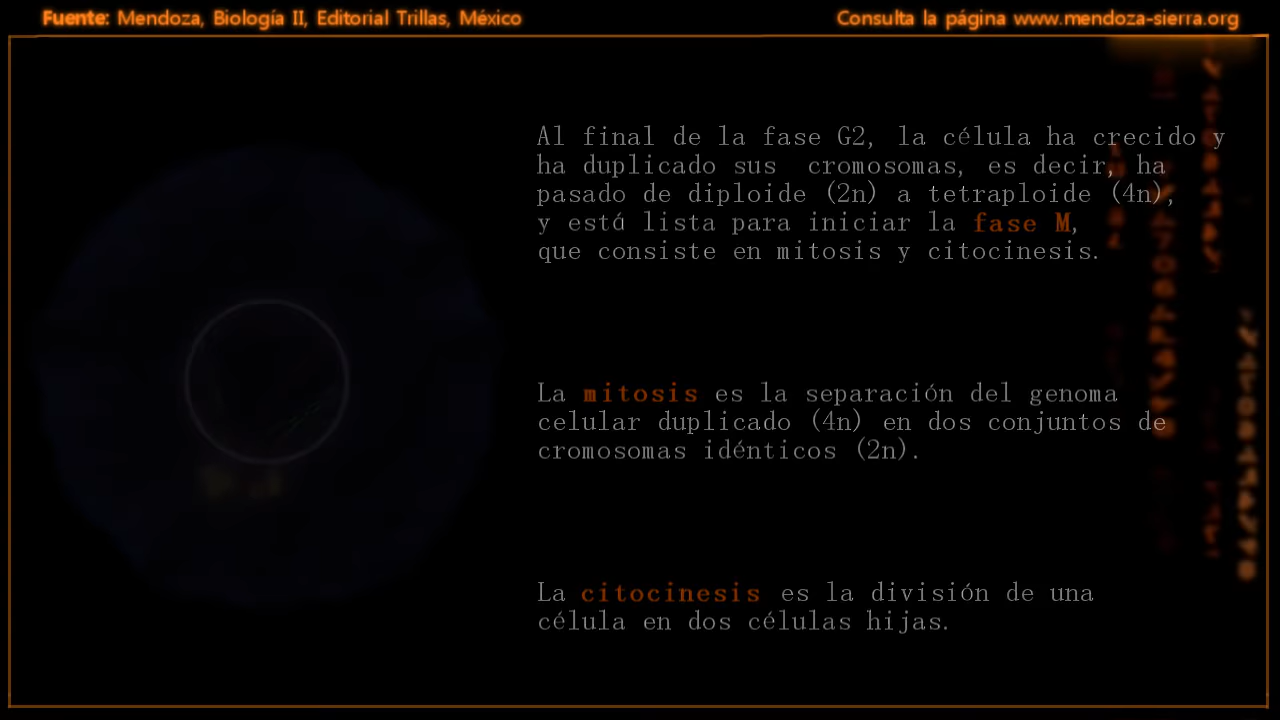 Fuente: Mendoza, Biología II, Editorial Trillas, México
Consulta la página www.mendoza-sierra.org
Al final de la fase G2, la célula ha crecido y
ha duplicado sus cromosomas, es decir, ha
pasado de diploide (2n) a tetraploide (4n),
y está lista para iniciar la fase M,
que consiste en mitosis y citocinesis.
La mitosis es la separación del genoma
celular duplicado (4n) en dos conjuntos de
cromosomas idénticos (2n).
La citocinesis es la división de una
célula en dos células hijas.